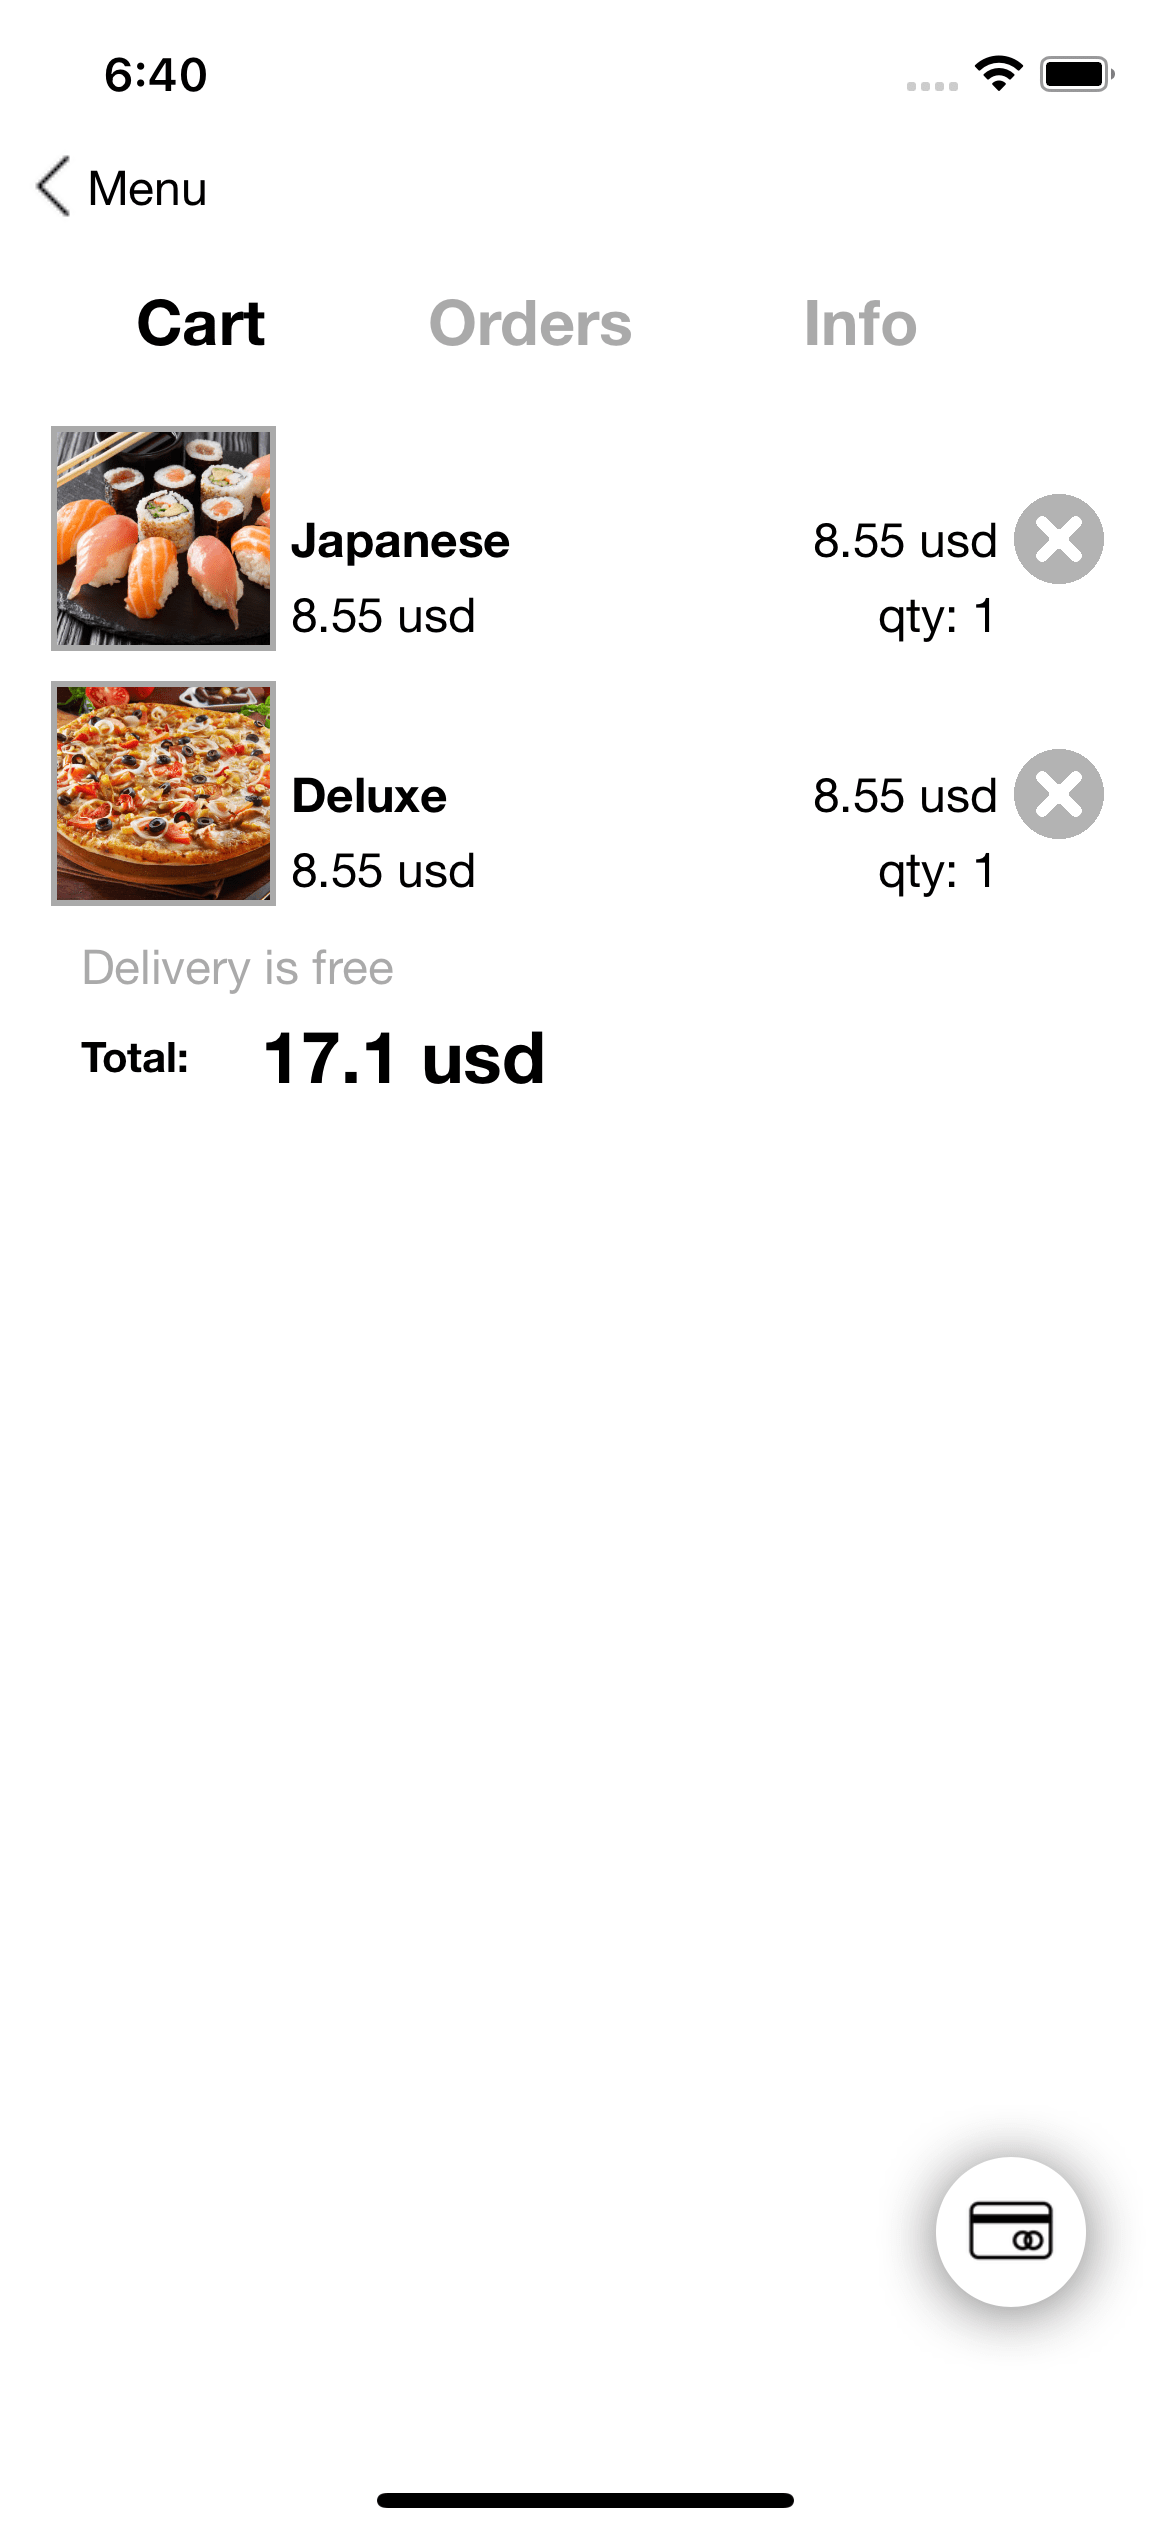 6:40
Menu
Cart Orders Info
Japanese 8.55 usd
8.55 usd qty: 1
Deluxe 8.55 usd
8.55 usd qty: 1
Delivery is free
Total: 17.1 usd